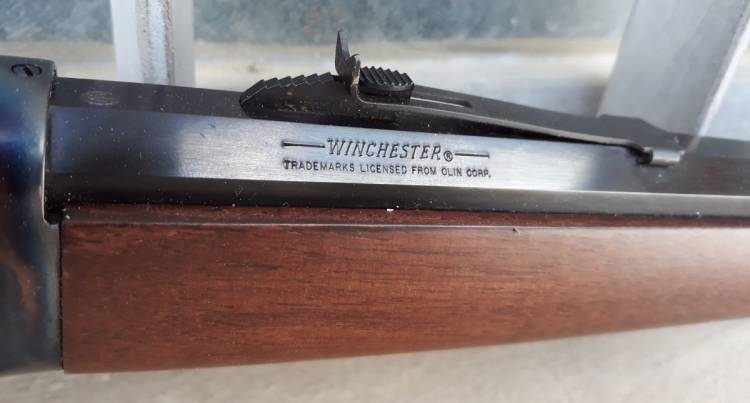 WINCHESTER®
TRADEMARKS LICENSED FROM OLIN CORP.